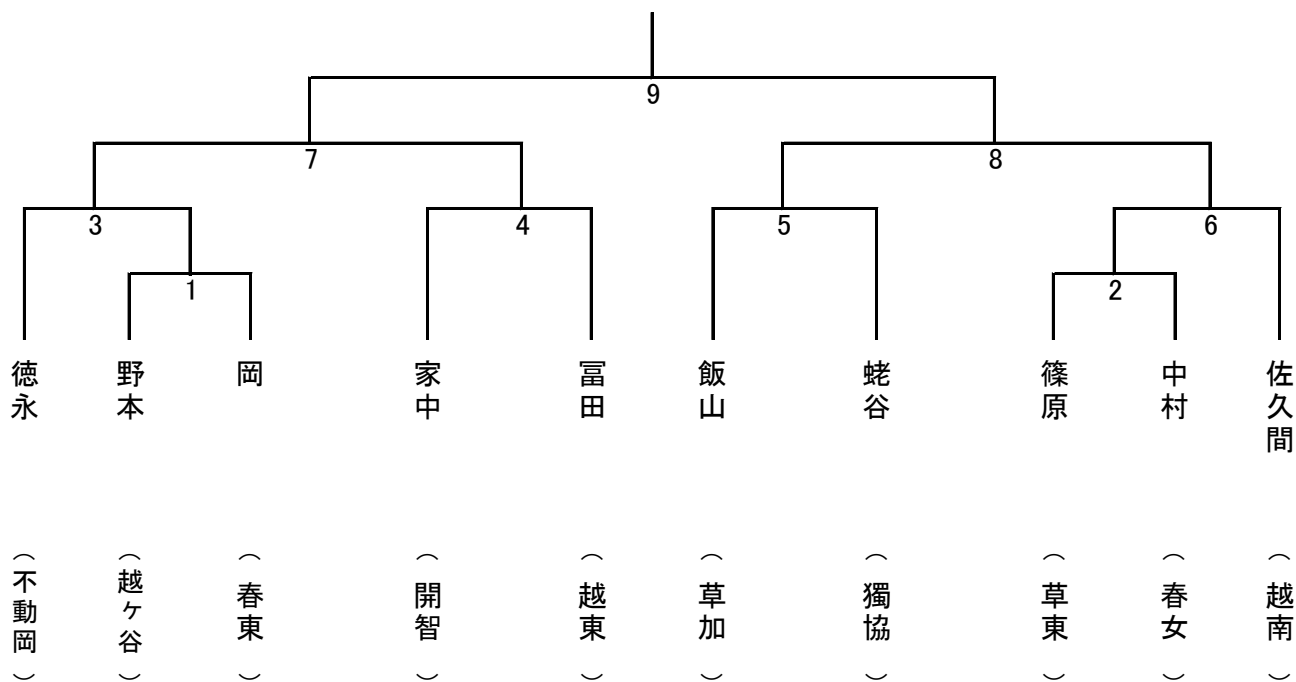 9
7
8
3
4
5
6
1
2
徳永
野本
岡
家中
冨田
飯山
蛯谷
篠原
中村
佐久間
（不動岡）
（越ヶ谷）
（春東）
（開智）
（越東）
（草加）
（獨協）
（草東）
（春女）
（越南）